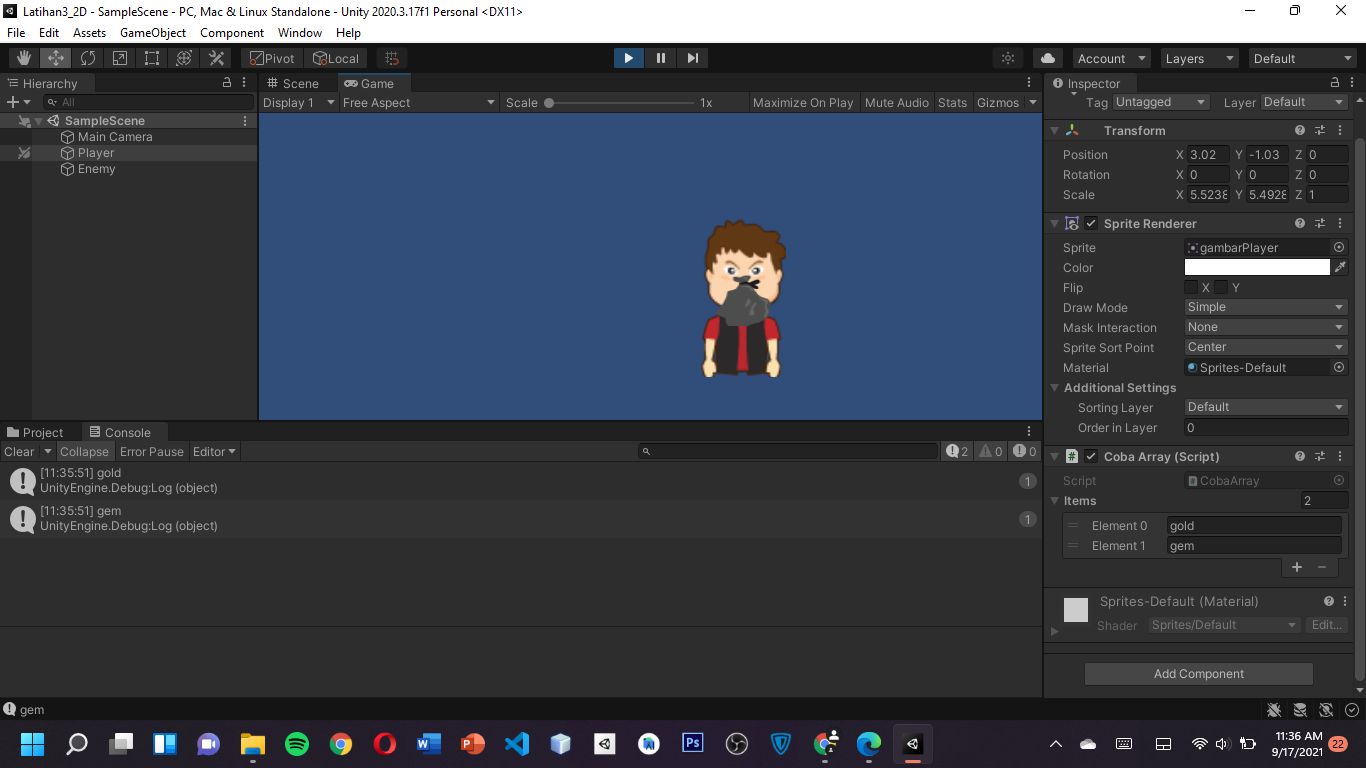 Latihan3_2D - SampleScene - PC, Mac & Linux Standalone - Unity 2020.3.17f1 Personal <DX11>
File Edit Assets GameObject Component Window Help
Pivot Local Account Layers Default
Hierarchy
All
SampleScene
Main Camera
Player
Enemy
Scene Game
Display 1 Free Aspect Scale 1x Maximize On Play Mute Audio Stats Gizmos
Project Console
Clear Collapse Error Pause Editor 2 0 0
[11:35:51] gold
UnityEngine.Debug:Log (object)
1
[11:35:51] gem
UnityEngine.Debug:Log (object)
1
Inspector
Tag Untagged Layer Default
Transform
Position X 3.02 Y -1.03 Z 0
Rotation X 0 Y 0 Z 0
Scale X 5.5238 Y 5.4928 Z 1
Sprite Renderer
Sprite gambarPlayer
Color
Flip X Y
Draw Mode Simple
Mask Interaction None
Sprite Sort Point Center
Material Sprites-Default
Additional Settings
Sorting Layer Default
Order in Layer 0
# Coba Array (Script)
Script CobaArray
Items 2
Element 0 gold
Element 1 gem
+ −
Sprites-Default (Material)
Shader Sprites/Default Edit...
Add Component
gem
W P Ps
11:36 AM
9/17/2021
22